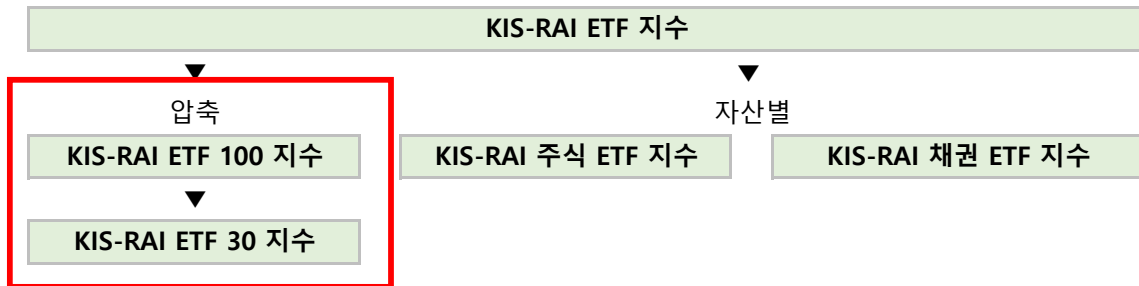 KIS-RAI ETF 지수
▼ ▼
압축 자산별
KIS-RAI ETF 100 지수 KIS-RAI 주식 ETF 지수 KIS-RAI 채권 ETF 지수
▼
KIS-RAI ETF 30 지수